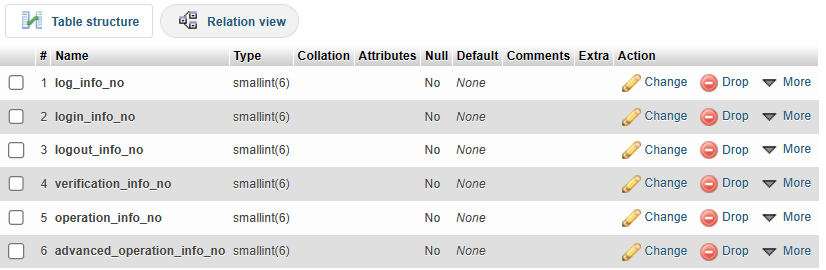 Table structure Relation view
# Name Type Collation Attributes Null Default Comments Extra Action
1 log_info_no smallint(6) No None Change Drop More
2 login_info_no smallint(6) No None Change Drop More
3 logout_info_no smallint(6) No None Change Drop More
4 verification_info_no smallint(6) No None Change Drop More
5 operation_info_no smallint(6) No None Change Drop More
6 advanced_operation_info_no smallint(6) No None Change Drop More